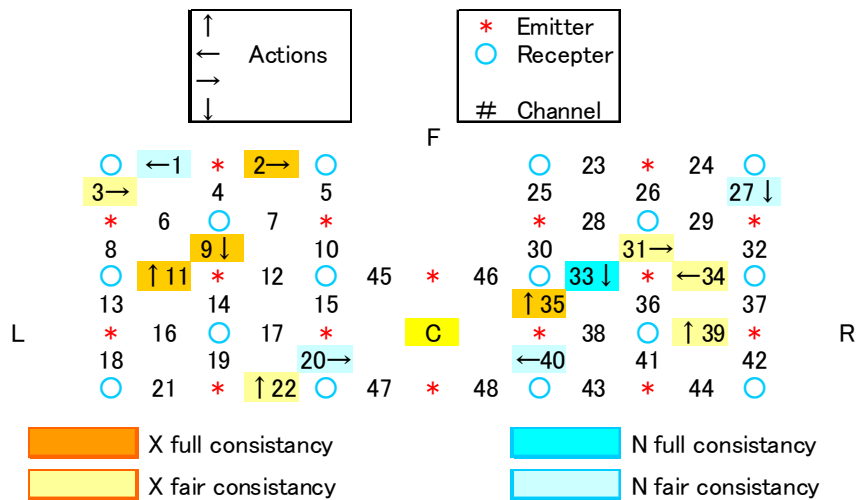 ↑
← Actions
→
↓
* Emitter
○ Recepter
# Channel
F
○ ←1 * 2→ ○ ○ 23 * 24 ○
3→ 4 5 25 26 27↓
* 6 ○ 7 * * 28 ○ 29 *
8 9↓ 10 30 31→ 32
○ ↑11 * 12 ○ 45 * 46 ○ 33↓ * ←34 ○
13 14 15 ↑35 36 37
L * 16 ○ 17 * C * 38 ○ ↑39 * R
18 19 20→ ←40 41 42
○ 21 * ↑22 ○ 47 * 48 ○ 43 * 44 ○
X full consistancy N full consistancy
X fair consistancy N fair consistancy